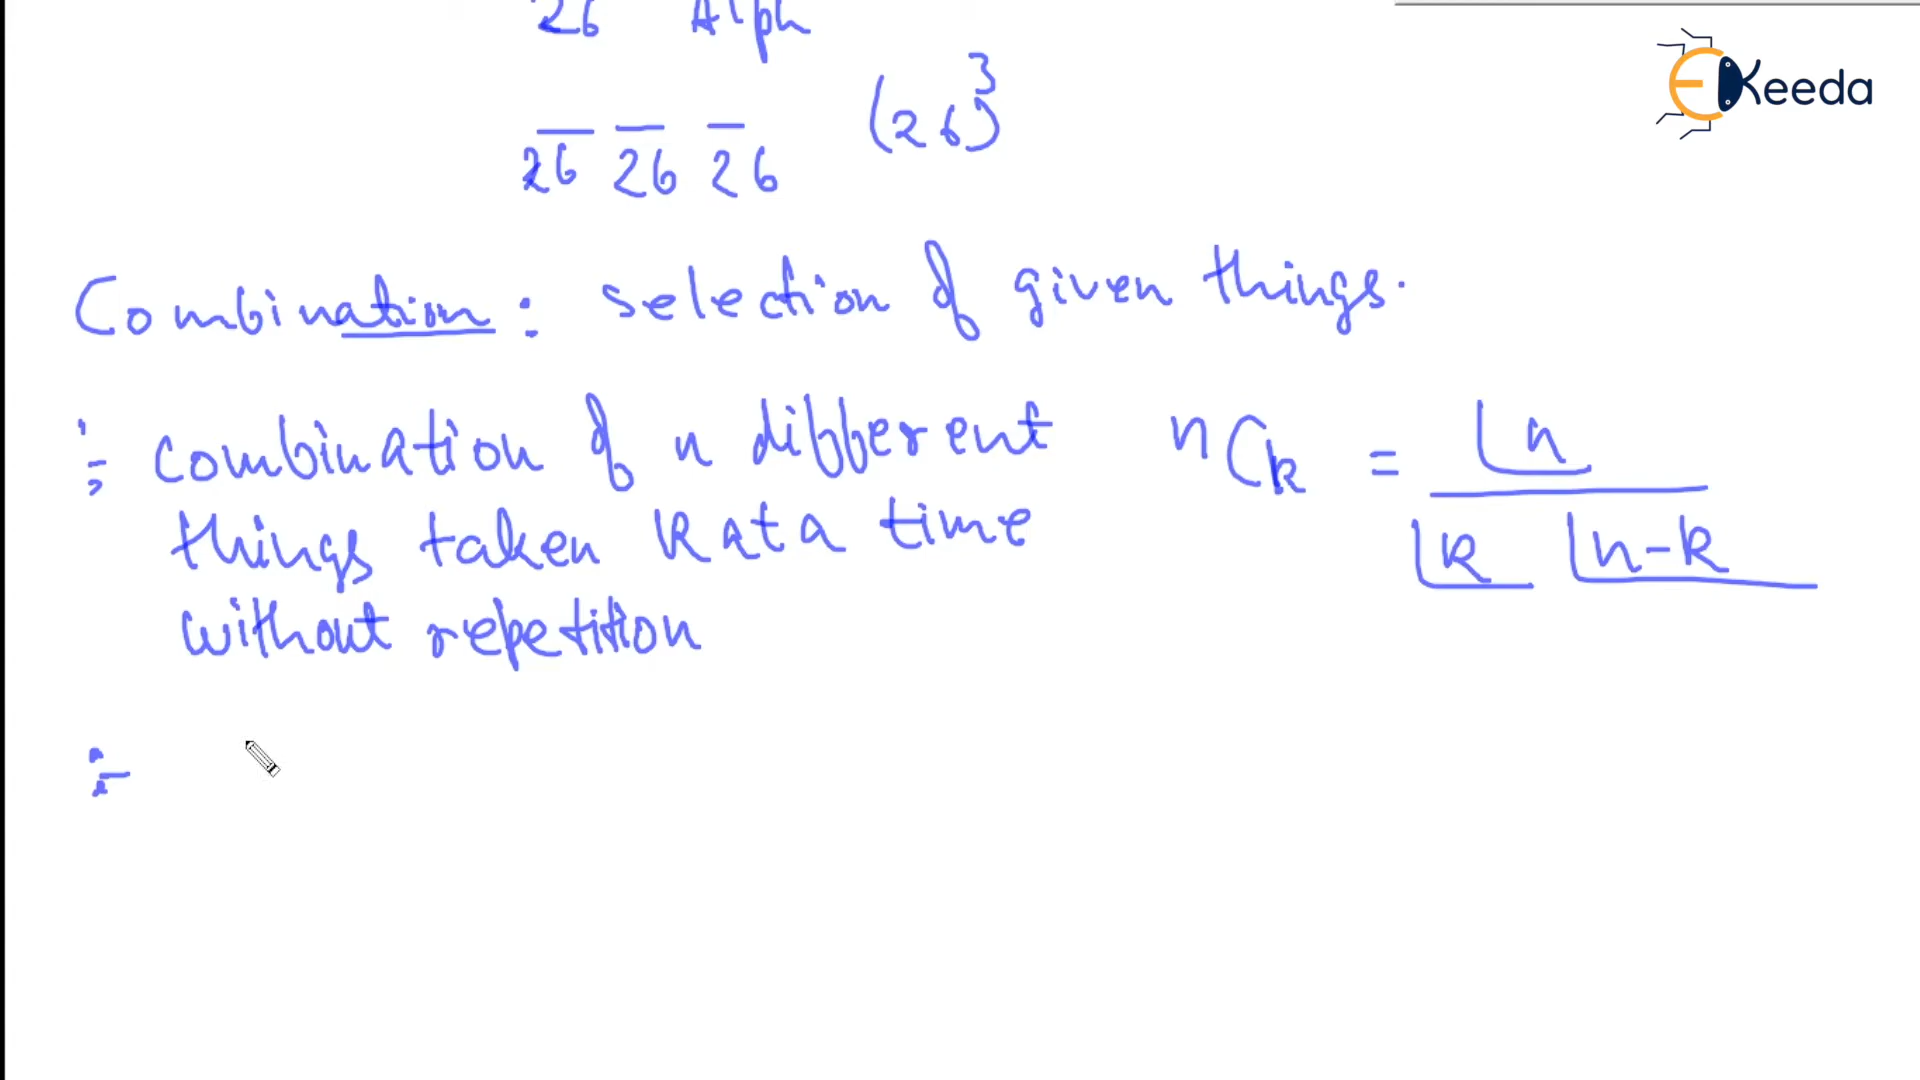 26 Alph
26 26 26 (26)³
EKeeda
Combination: selection of given things.
combination of n different
things taken k at a time
without repetition
ⁿCₖ = ⌊n / ⌊k ⌊n-k